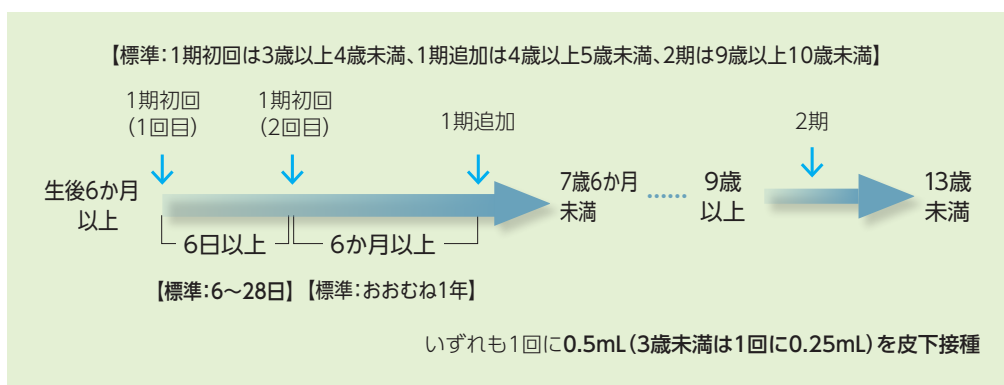 【標準：1期初回は3歳以上4歳未満、1期追加は4歳以上5歳未満、2期は9歳以上10歳未満】
1期初回
（1回目）
1期初回
（2回目）
1期追加
2期
生後6か月
以上
7歳6か月
未満
……
9歳
以上
13歳
未満
6日以上
6か月以上
【標準：6〜28日】
【標準：おおむね1年】
いずれも1回に0.5mL（3歳未満は1回に0.25mL）を皮下接種